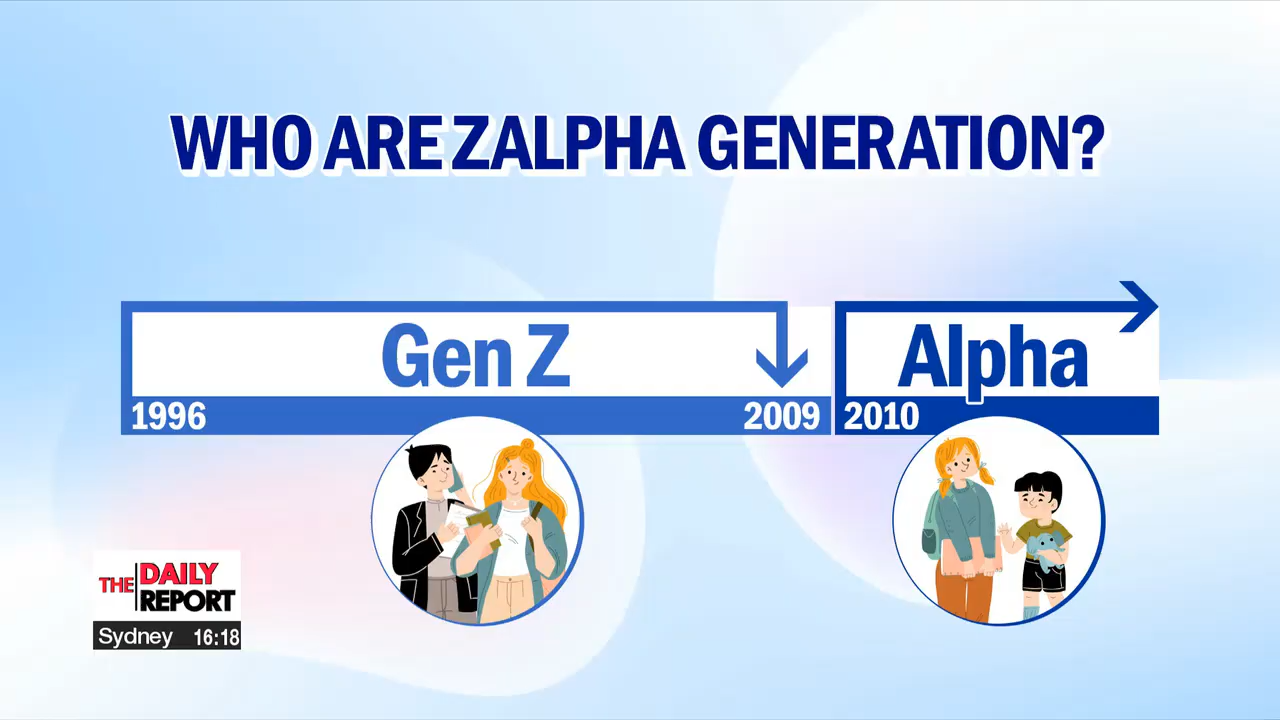 WHO ARE ZALPHA GENERATION?
Gen Z
1996
2009
Alpha
2010
THE DAILY REPORT
Sydney 16:18